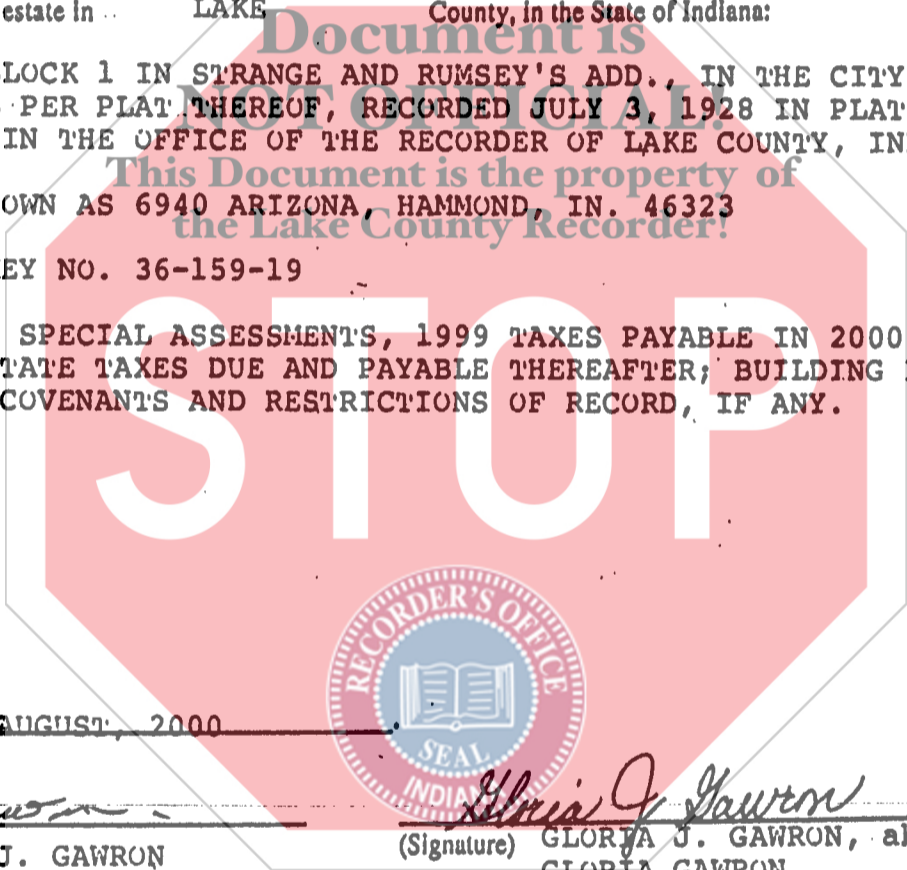 estate in LAKE County, in the State of Indiana:
Document is
LOCK 1 IN STRANGE AND RUMSEY'S ADD., IN THE CITY
NOT OFFICIAL!
PER PLAT THEREOF, RECORDED JULY 3, 1928 IN PLAT
IN THE OFFICE OF THE RECORDER OF LAKE COUNTY, IN
This Document is the property of
OWN AS 6940 ARIZONA, HAMMOND, IN. 46323
the Lake County Recorder!
EY NO. 36-159-19
SPECIAL ASSESSMENTS, 1999 TAXES PAYABLE IN 2000
TATE TAXES DUE AND PAYABLE THEREAFTER; BUILDING
COVENANTS AND RESTRICTIONS OF RECORD, IF ANY.
STOP
RECORDER'S OFFICE
SEAL
INDIANA
AUGUST, 2000
Gloria J Gawron
(Signature) GLORIA J. GAWRON, al
J. GAWRON
GLORIA GAWRON